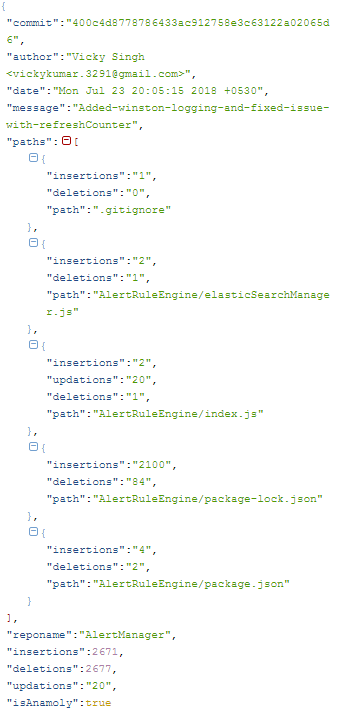 {
"commit":"400c4d8778786433ac912758e3c63122a02065d
6",
"author":"Vicky Singh
<vickykumar.3291@gmail.com>",
"date":"Mon Jul 23 20:05:15 2018 +0530",
"message":"Added-winston-logging-and-fixed-issue-
with-refreshCounter",
"paths":[
{
"insertions":"1",
"deletions":"0",
"path":".gitignore"
},
{
"insertions":"2",
"deletions":"1",
"path":"AlertRuleEngine/elasticSearchManage
r.js"
},
{
"insertions":"2",
"updations":"20",
"deletions":"1",
"path":"AlertRuleEngine/index.js"
},
{
"insertions":"2100",
"deletions":"84",
"path":"AlertRuleEngine/package-lock.json"
},
{
"insertions":"4",
"deletions":"2",
"path":"AlertRuleEngine/package.json"
}
],
"reponame":"AlertManager",
"insertions":2671,
"deletions":2677,
"updations":"20",
"isAnamoly":true